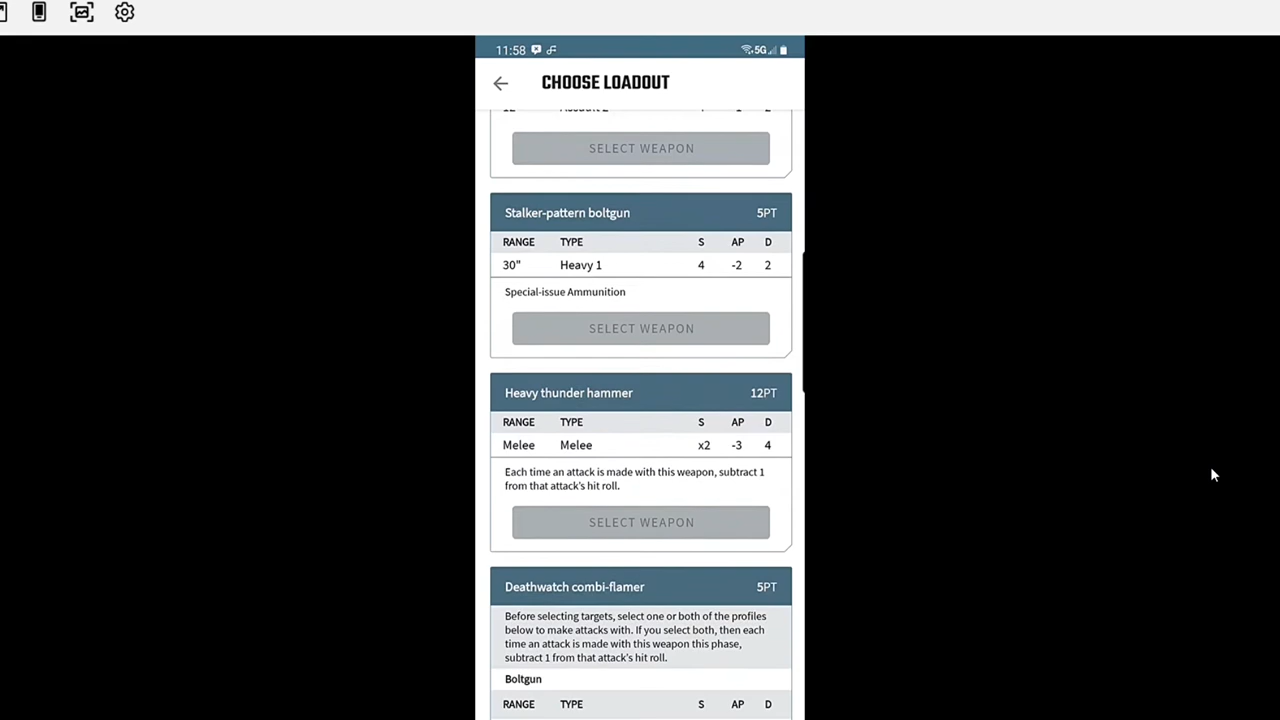 11:58 5G
CHOOSE LOADOUT
SELECT WEAPON
Stalker-pattern boltgun 5PT
RANGE TYPE S AP D
30" Heavy 1 4 -2 2
Special-issue Ammunition
SELECT WEAPON
Heavy thunder hammer 12PT
RANGE TYPE S AP D
Melee Melee x2 -3 4
Each time an attack is made with this weapon, subtract 1
from that attack's hit roll.
SELECT WEAPON
Deathwatch combi-flamer 5PT
Before selecting targets, select one or both of the profiles
below to make attacks with. If you select both, then each
time an attack is made with this weapon this phase,
subtract 1 from that attack's hit roll.
Boltgun
RANGE TYPE S AP D